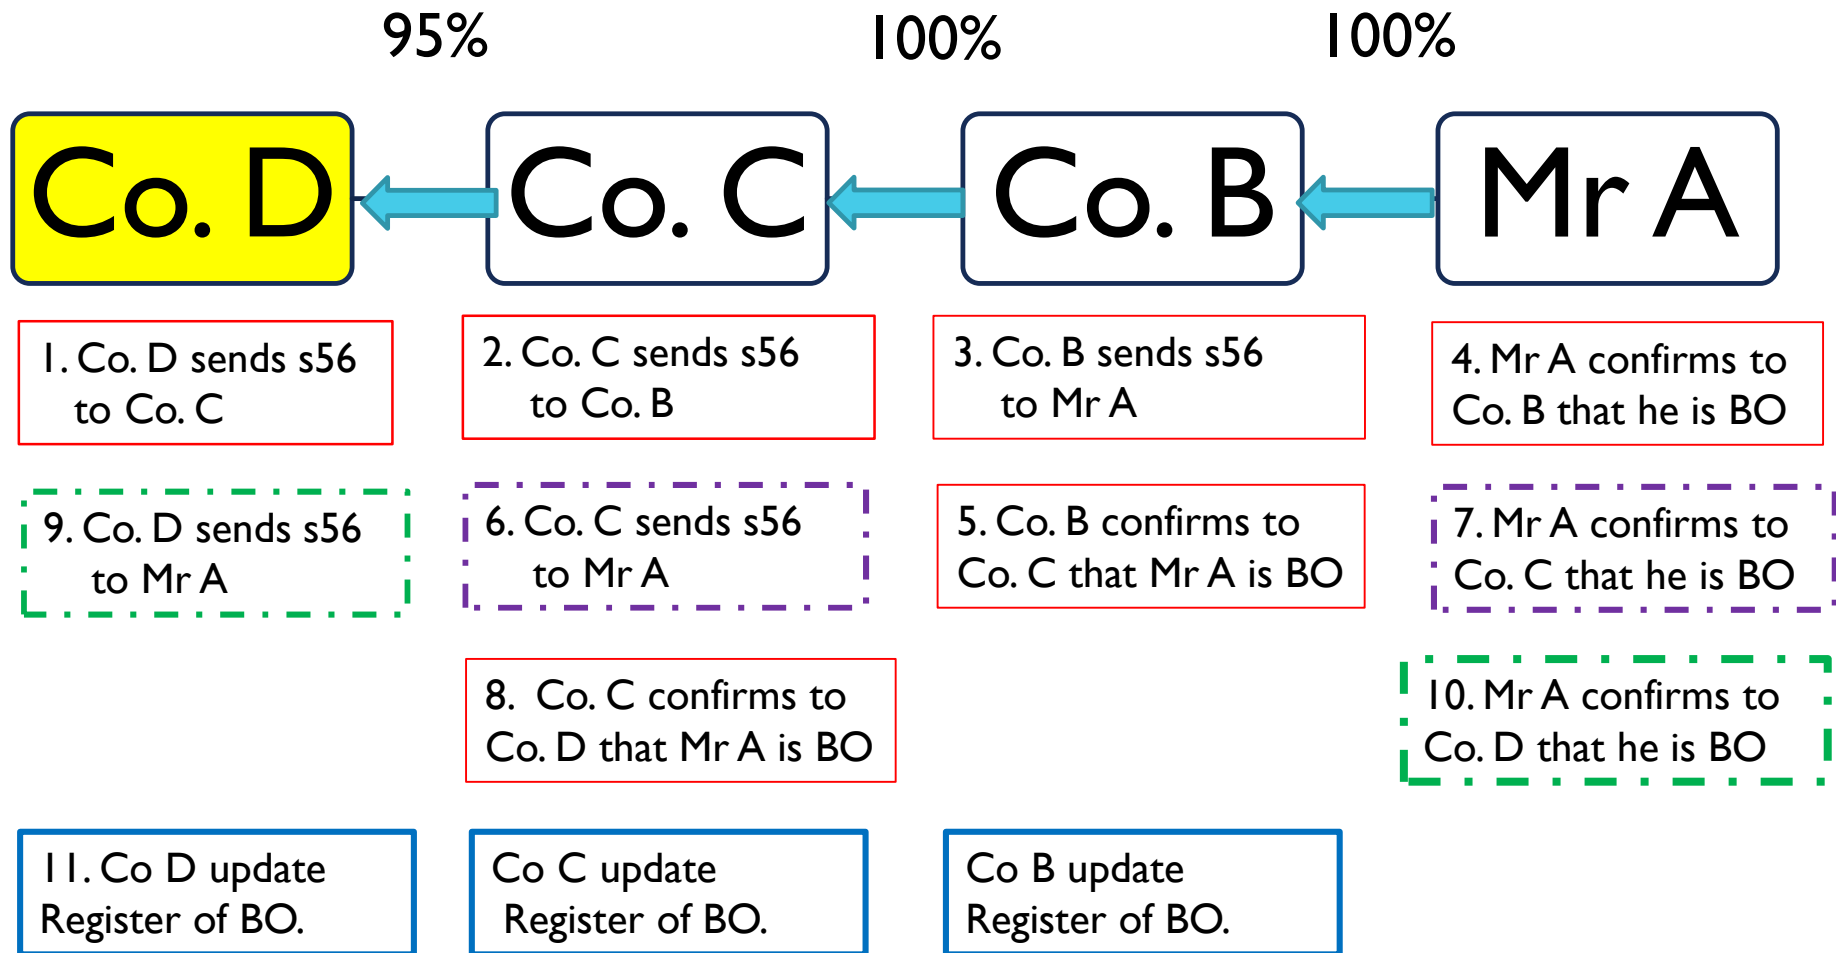 95% 100% 100%
Co. D Co. C Co. B Mr A
1. Co. D sends s56
to Co. C
2. Co. C sends s56
to Co. B
3. Co. B sends s56
to Mr A
4. Mr A confirms to
Co. B that he is BO
9. Co. D sends s56
to Mr A
6. Co. C sends s56
to Mr A
5. Co. B confirms to
Co. C that Mr A is BO
7. Mr A confirms to
Co. C that he is BO
8. Co. C confirms to
Co. D that Mr A is BO
10. Mr A confirms to
Co. D that he is BO
11. Co D update
Register of BO.
Co C update
Register of BO.
Co B update
Register of BO.